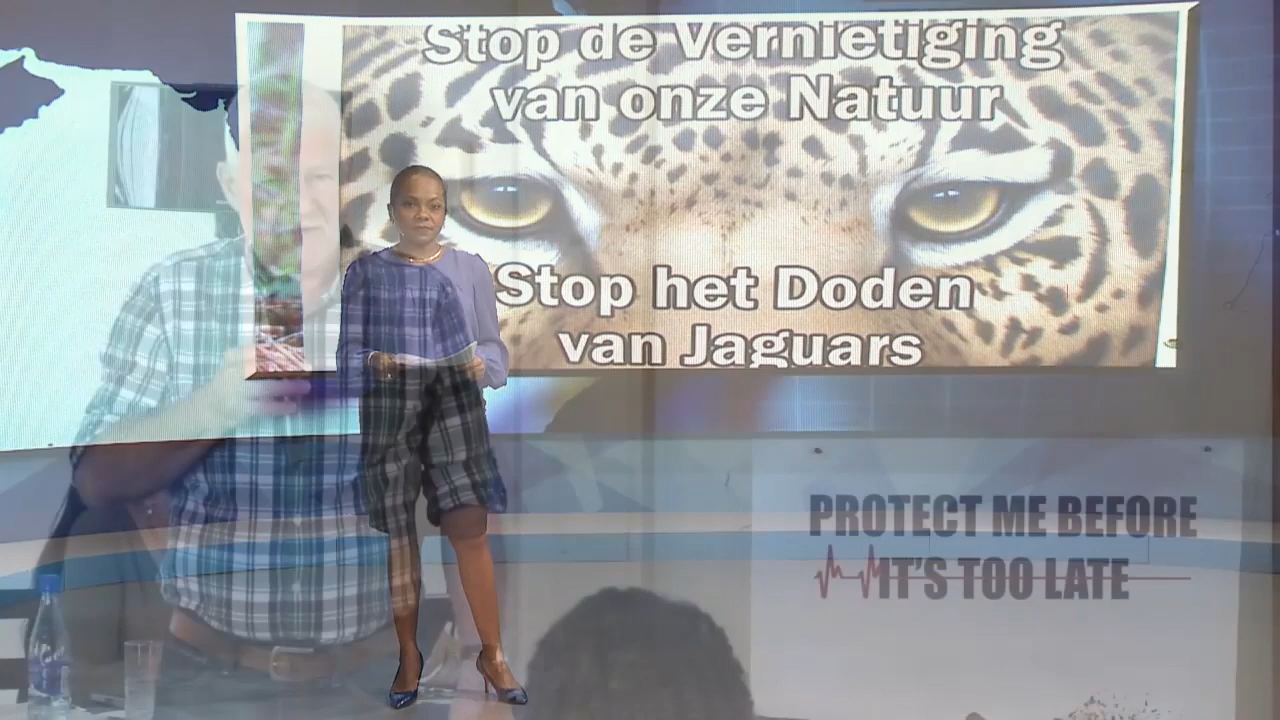 Stop de Vernietiging
van onze Natuur
Stop het Doden
van Jaguars
PROTECT ME BEFORE
IT'S TOO LATE